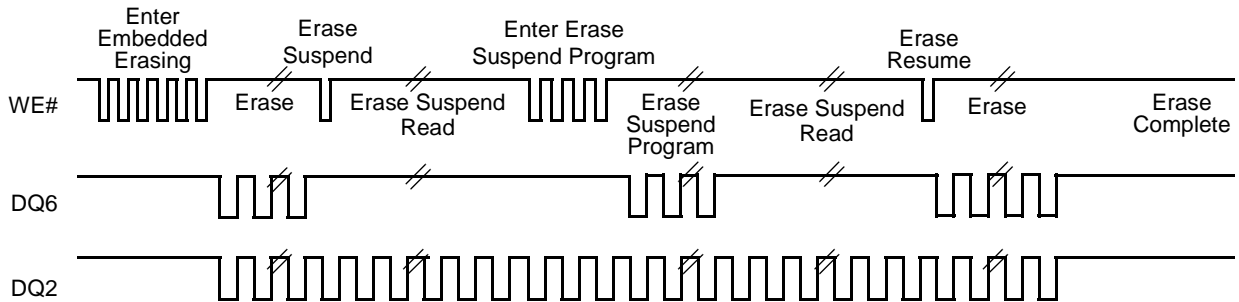 Enter
Embedded
Erasing
Erase
Suspend
Enter Erase
Suspend Program
Erase
Resume
WE#
Erase
Erase Suspend
Read
Erase
Suspend
Program
Erase Suspend
Read
Erase
Erase
Complete
DQ6
DQ2